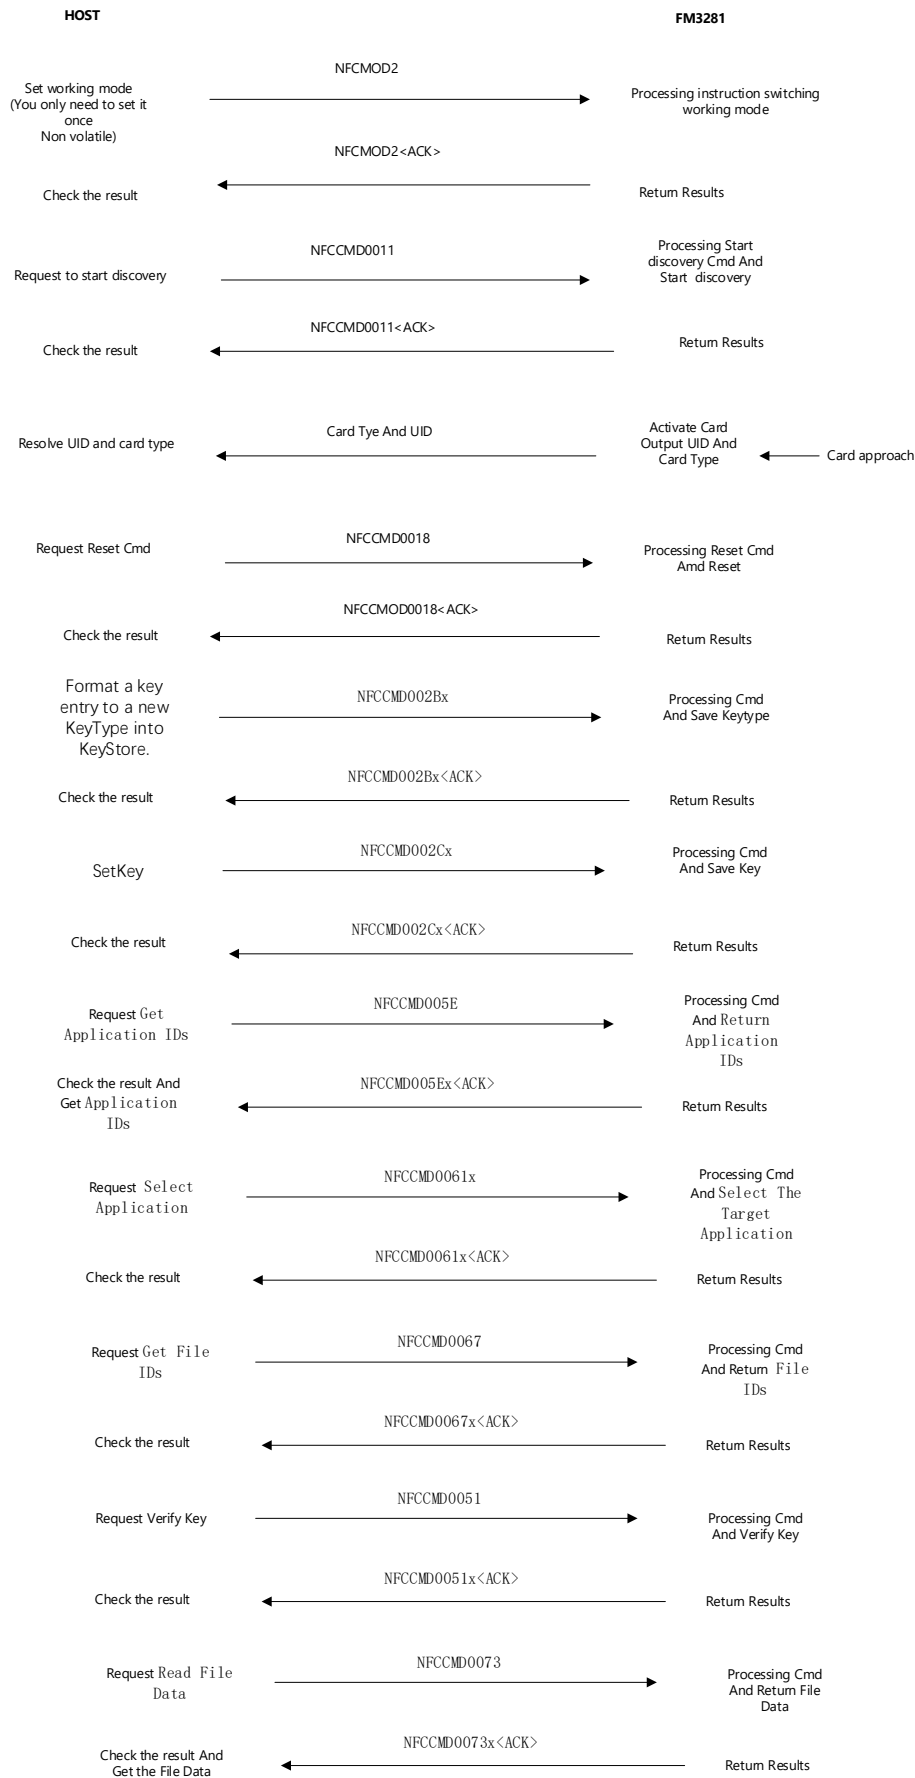 HOST
FM3281
NFCMOD2
Set working mode
(You only need to set it
once
Non volatile)
Processing instruction switching
working mode
NFCMOD2<ACK>
Check the result
Return Results
NFCCMD0011
Request to start discovery
Processing Start
discovery Cmd And
Start discovery
NFCCMD0011<ACK>
Check the result
Return Results
Card Tye And UID
Resolve UID and card type
Activate Card
Output UID And
Card Type
Card approach
NFCCMD0018
Request Reset Cmd
Processing Reset Cmd
Amd Reset
NFCCMOD0018<ACK>
Check the result
Return Results
Format a key
entry to a new
KeyType into
KeyStore.
NFCCMD002Bx
Processing Cmd
And Save Keytype
NFCCMD002Bx<ACK>
Check the result
Return Results
NFCCMD002Cx
SetKey
Processing Cmd
And Save Key
NFCCMD002Cx<ACK>
Check the result
Return Results
NFCCMD005E
Request Get
Application IDs
Processing Cmd
And Return
Application
IDs
NFCCMD005Ex<ACK>
Check the result And
Get Application
IDs
Return Results
NFCCMD0061x
Request Select
Application
Processing Cmd
And Select The
Target
Application
NFCCMD0061x<ACK>
Check the result
Return Results
NFCCMD0067
Request Get File
IDs
Processing Cmd
And Return File
IDs
NFCCMD0067x<ACK>
Check the result
Return Results
NFCCMD0051
Request Verify Key
Processing Cmd
And Verify Key
NFCCMD0051x<ACK>
Check the result
Return Results
NFCCMD0073
Request Read File
Data
Processing Cmd
And Return File
Data
NFCCMD0073x<ACK>
Check the result And
Get the File Data
Return Results